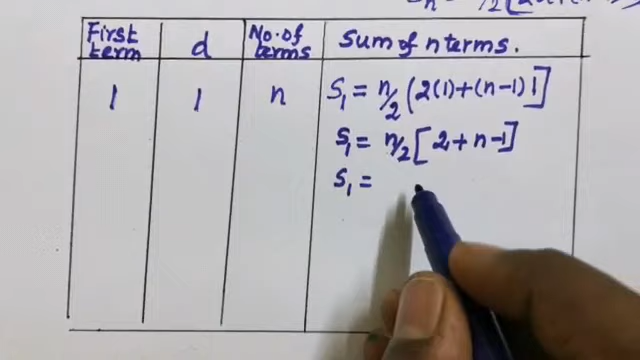 First term d No. of terms Sum of n terms.
1 1 n S₁ = n/2 (2(1)+(n-1)1]
S₁ = n/2 [2+n-1]
S₁ =